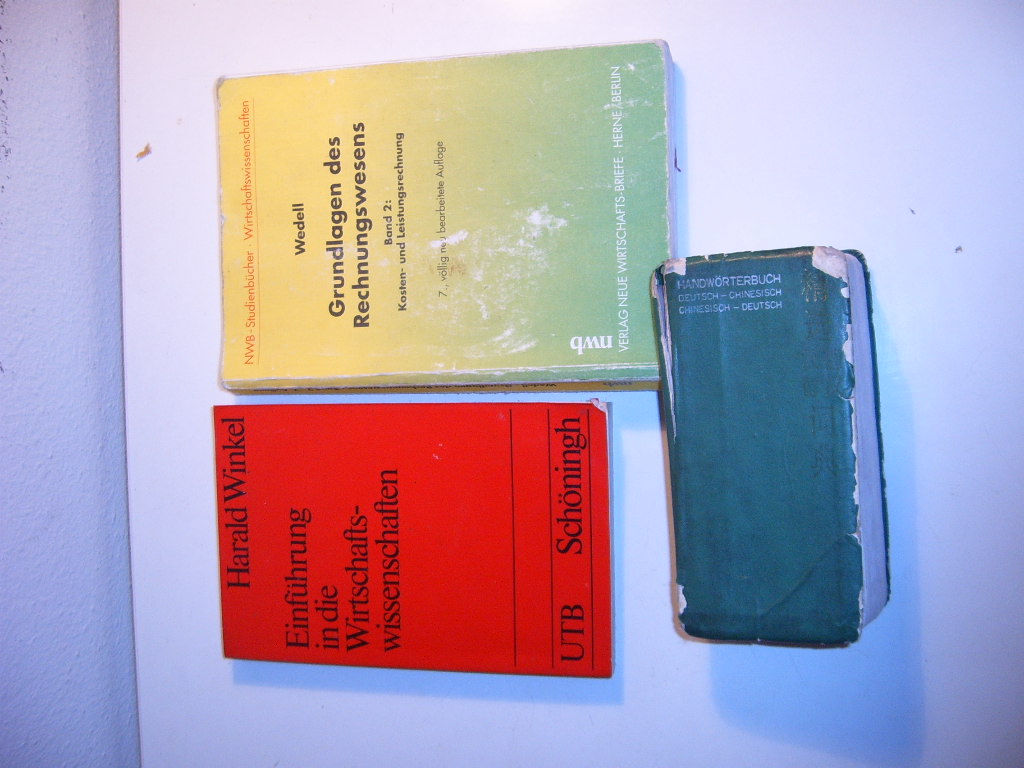 NWB-Studienbücher · Wirtschaftswissenschaften
Wedell
Grundlagen des
Rechnungswesens
Band 2:
Kosten- und Leistungsrechnung
7., völlig neu bearbeitete Auflage
nwb
VERLAG NEUE WIRTSCHAFTS-BRIEFE · HERNE/BERLIN
Harald Winkel
Einführung
in die
Wirtschafts-
wissenschaften
UTB
Schöningh
HANDWÖRTERBUCH
DEUTSCH – CHINESISCH
CHINESISCH – DEUTSCH